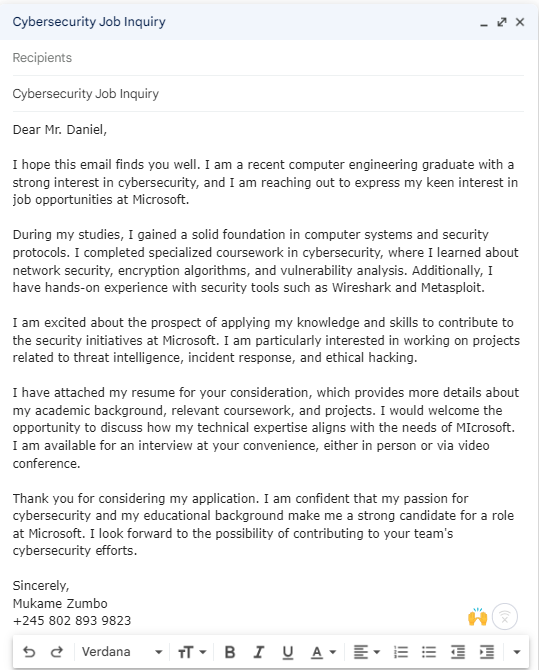 Cybersecurity Job Inquiry
Recipients
Cybersecurity Job Inquiry
Dear Mr. Daniel,
I hope this email finds you well. I am a recent computer engineering graduate with a
strong interest in cybersecurity, and I am reaching out to express my keen interest in
job opportunities at Microsoft.
During my studies, I gained a solid foundation in computer systems and security
protocols. I completed specialized coursework in cybersecurity, where I learned about
network security, encryption algorithms, and vulnerability analysis. Additionally, I
have hands-on experience with security tools such as Wireshark and Metasploit.
I am excited about the prospect of applying my knowledge and skills to contribute to
the security initiatives at Microsoft. I am particularly interested in working on projects
related to threat intelligence, incident response, and ethical hacking.
I have attached my resume for your consideration, which provides more details about
my academic background, relevant coursework, and projects. I would welcome the
opportunity to discuss how my technical expertise aligns with the needs of MIcrosoft.
I am available for an interview at your convenience, either in person or via video
conference.
Thank you for considering my application. I am confident that my passion for
cybersecurity and my educational background make me a strong candidate for a role
at Microsoft. I look forward to the possibility of contributing to your team's
cybersecurity efforts.
Sincerely,
Mukame Zumbo
+245 802 893 9823
Verdana TT B I U A